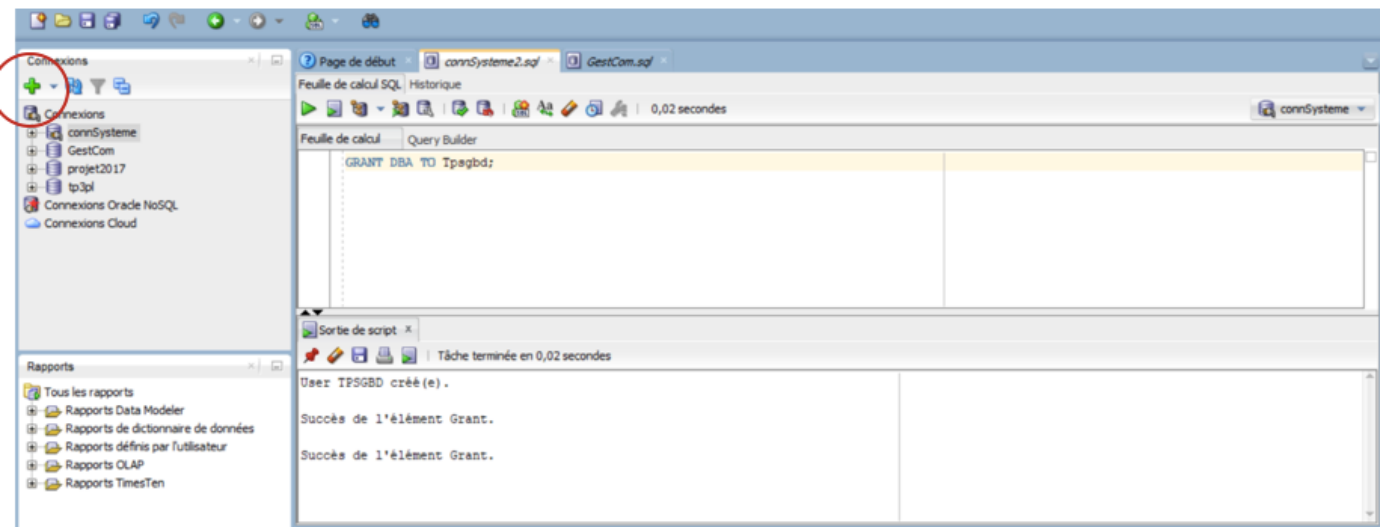 Connexions
Connexions
connSysteme
GestCom
projet2017
tp3pl
Connexions Oracle NoSQL
Connexions Cloud
Page de début
connSysteme2.sql
GestCom.sql
Feuille de calcul SQL Historique
0,02 secondes
connSysteme
Feuille de calcul Query Builder
GRANT DBA TO Tpsgbd;
Sortie de script
Tâche terminée en 0,02 secondes
User TPSGBD créé(e).
Succès de l'élément Grant.
Succès de l'élément Grant.
Rapports
Tous les rapports
Rapports Data Modeler
Rapports de dictionnaire de données
Rapports définis par l'utilisateur
Rapports OLAP
Rapports TimesTen